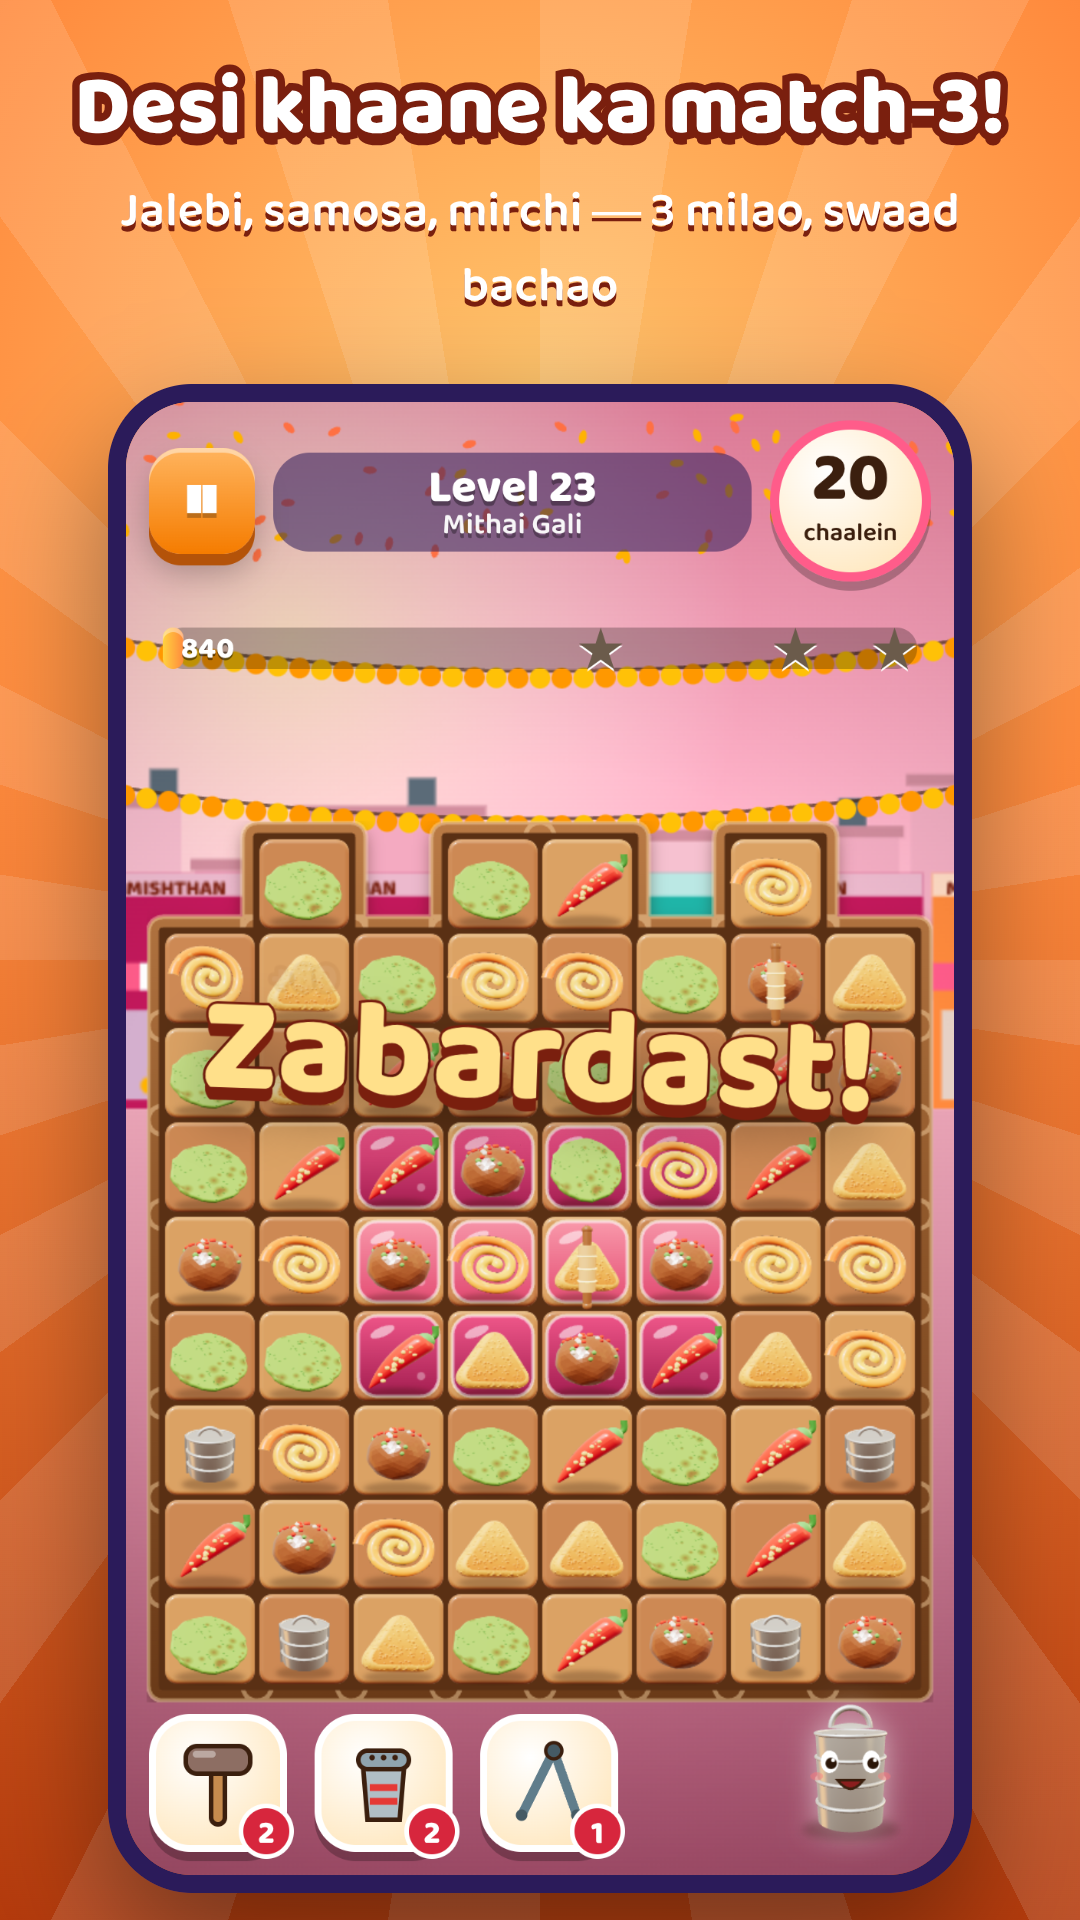 Desi khaane ka match-3!
Jalebi, samosa, mirchi — 3 milao, swaad
bachao
Level 23
Mithai Gali
20
chaalein
840
MISHTHAN
Zabardast!
2
2
1